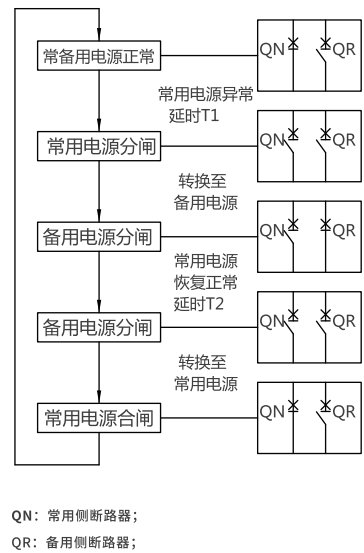 常备用电源正常
QN QR
常用电源异常
延时T1
常用电源分闸
QN QR
转换至
备用电源
备用电源分闸
QN QR
常用电源
恢复正常
延时T2
备用电源分闸
QN QR
转换至
常用电源
常用电源合闸
QN QR
QN：常用侧断路器；
QR：备用侧断路器；